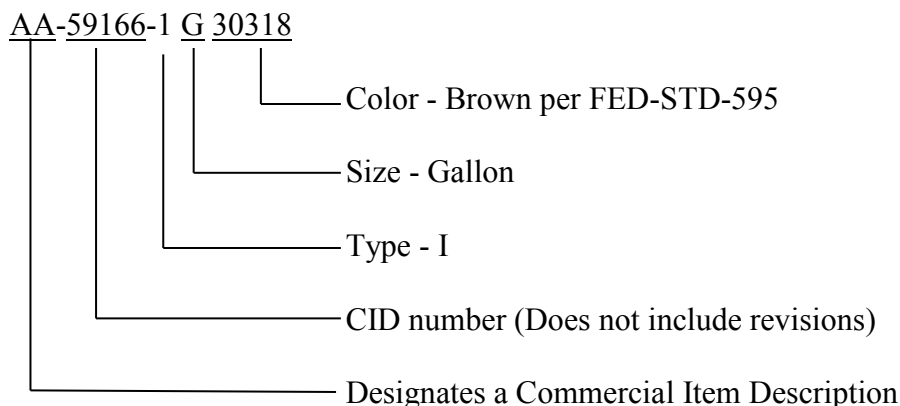 AA-59166-1 G 30318
Color - Brown per FED-STD-595
Size - Gallon
Type - I
CID number (Does not include revisions)
Designates a Commercial Item Description